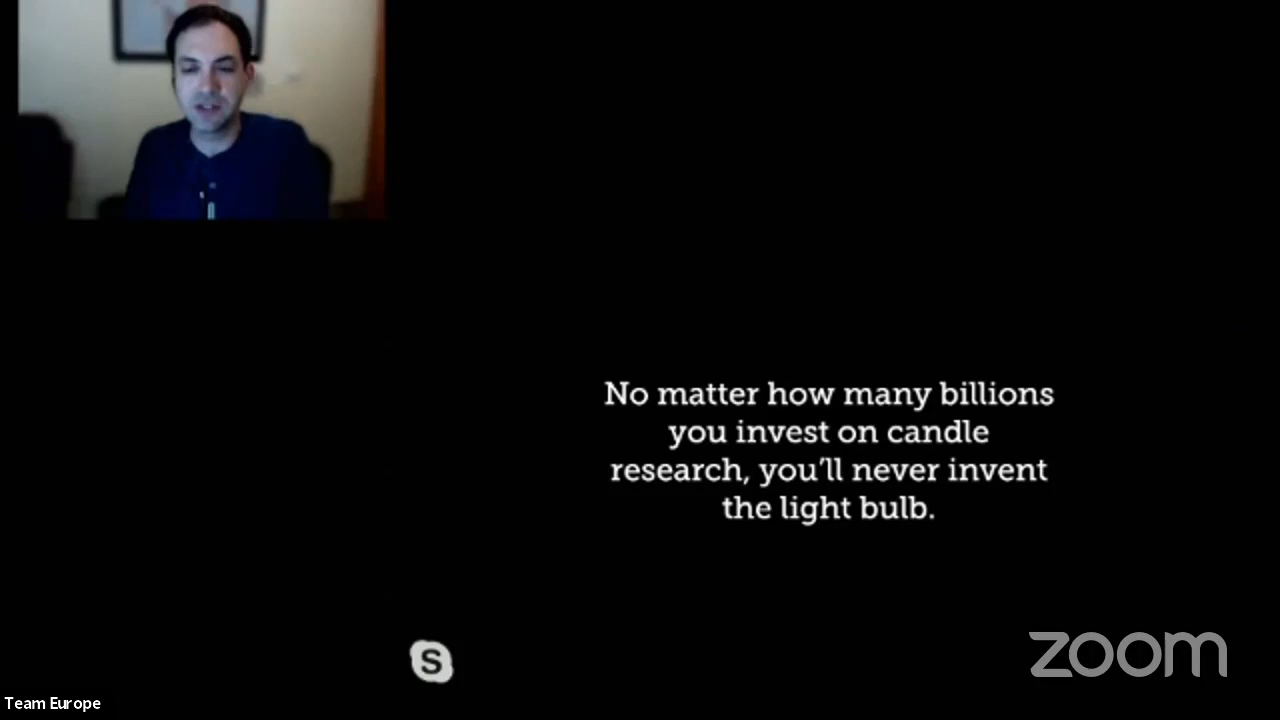 No matter how many billions
you invest on candle
research, you'll never invent
the light bulb.
S
zoom
Team Europe